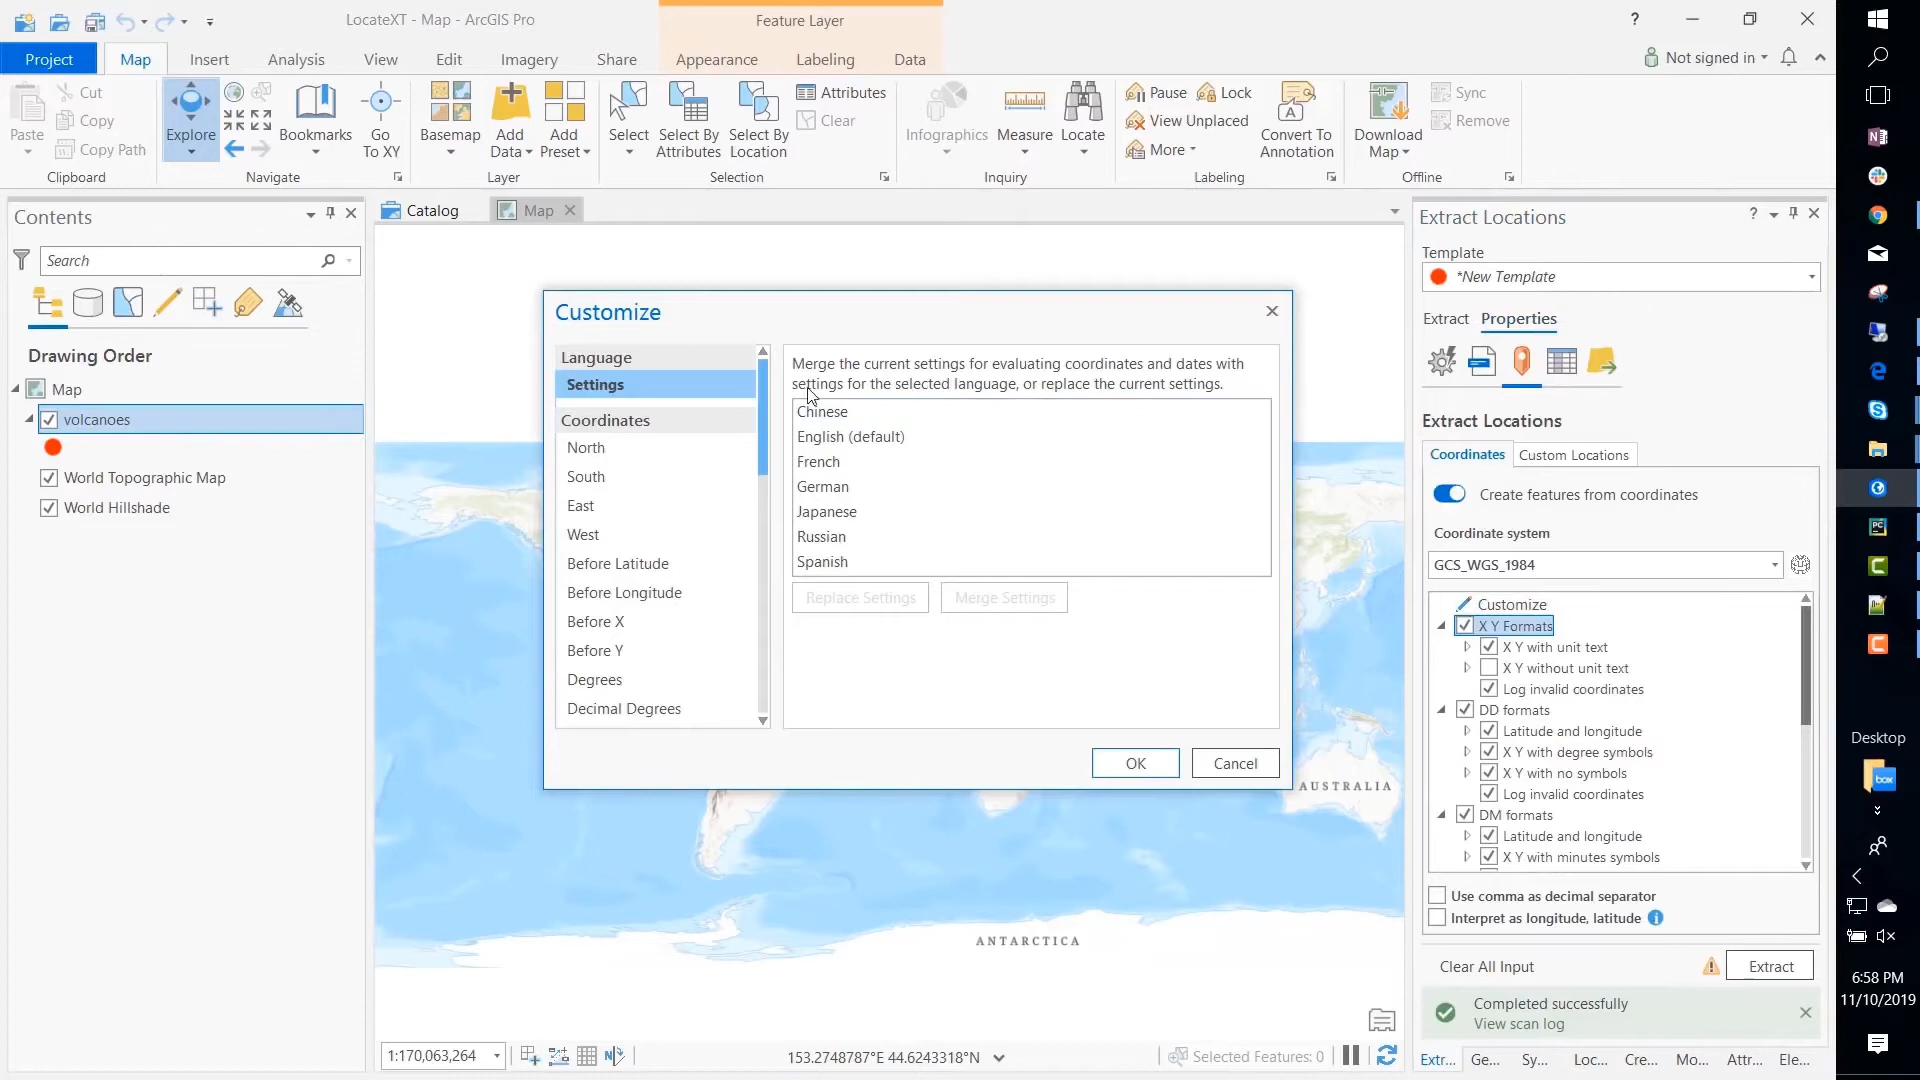 LocateXT - Map - ArcGIS Pro
Feature Layer
Project
Map
Insert
Analysis
View
Edit
Imagery
Share
Appearance
Labeling
Data
Not signed in
Paste
Cut
Copy
Copy Path
Clipboard
Explore
Bookmarks
Go
To XY
Navigate
Basemap
Add
Data
Add
Preset
Layer
Select
Select By
Attributes
Select By
Location
Attributes
Clear
Selection
Infographics
Measure
Locate
Inquiry
Pause
Lock
View Unplaced
More
Convert To
Annotation
Labeling
Download
Map
Sync
Remove
Offline
Contents
Search
Drawing Order
Map
volcanoes
World Topographic Map
World Hillshade
Catalog
Map
Customize
Language
Settings
Coordinates
North
South
East
West
Before Latitude
Before Longitude
Before X
Before Y
Degrees
Decimal Degrees
Merge the current settings for evaluating coordinates and dates with
settings for the selected language, or replace the current settings.
Chinese
English (default)
French
German
Japanese
Russian
Spanish
Replace Settings
Merge Settings
OK
Cancel
AUSTRALIA
ANTARCTICA
1:170,063,264
153.2748787°E 44.6243318°N
Selected Features: 0
Extract Locations
Template
*New Template
Extract
Properties
Extract Locations
Coordinates
Custom Locations
Create features from coordinates
Coordinate system
GCS_WGS_1984
Customize
X Y Formats
X Y with unit text
X Y without unit text
Log invalid coordinates
DD formats
Latitude and longitude
X Y with degree symbols
X Y with no symbols
Log invalid coordinates
DM formats
Latitude and longitude
X Y with minutes symbols
Use comma as decimal separator
Interpret as longitude, latitude
Clear All Input
Extract
Completed successfully
View scan log
Extr...
Ge...
Sy...
Loc...
Cre...
Mo...
Attr...
Ele...
Desktop
box
6:58 PM
11/10/2019